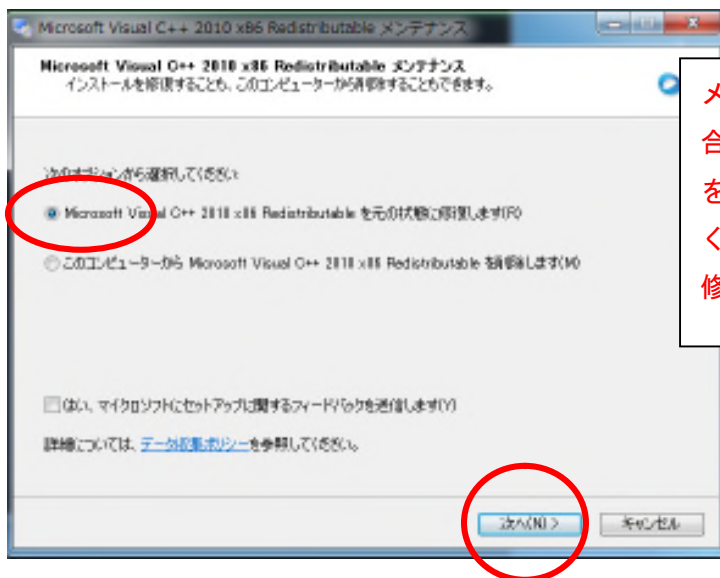 Microsoft Visual C++ 2010 x86 Redistributable メンテナンス
Microsoft Visual C++ 2010 x86 Redistributable メンテナンス
インストールを修復することも、このコンピューターから削除することもできます。
次のオプションから選択してください:
Microsoft Visual C++ 2010 x86 Redistributable を元の状態に修復します(R)
このコンピューターから Microsoft Visual C++ 2010 x86 Redistributable を削除します(M)
はい、マイクロソフトにセットアップに関するフィードバックを送信します(Y)
詳細については、データ収集ポリシーを参照してください。
次へ(N) >
キャンセル
メ
合
を
く
修